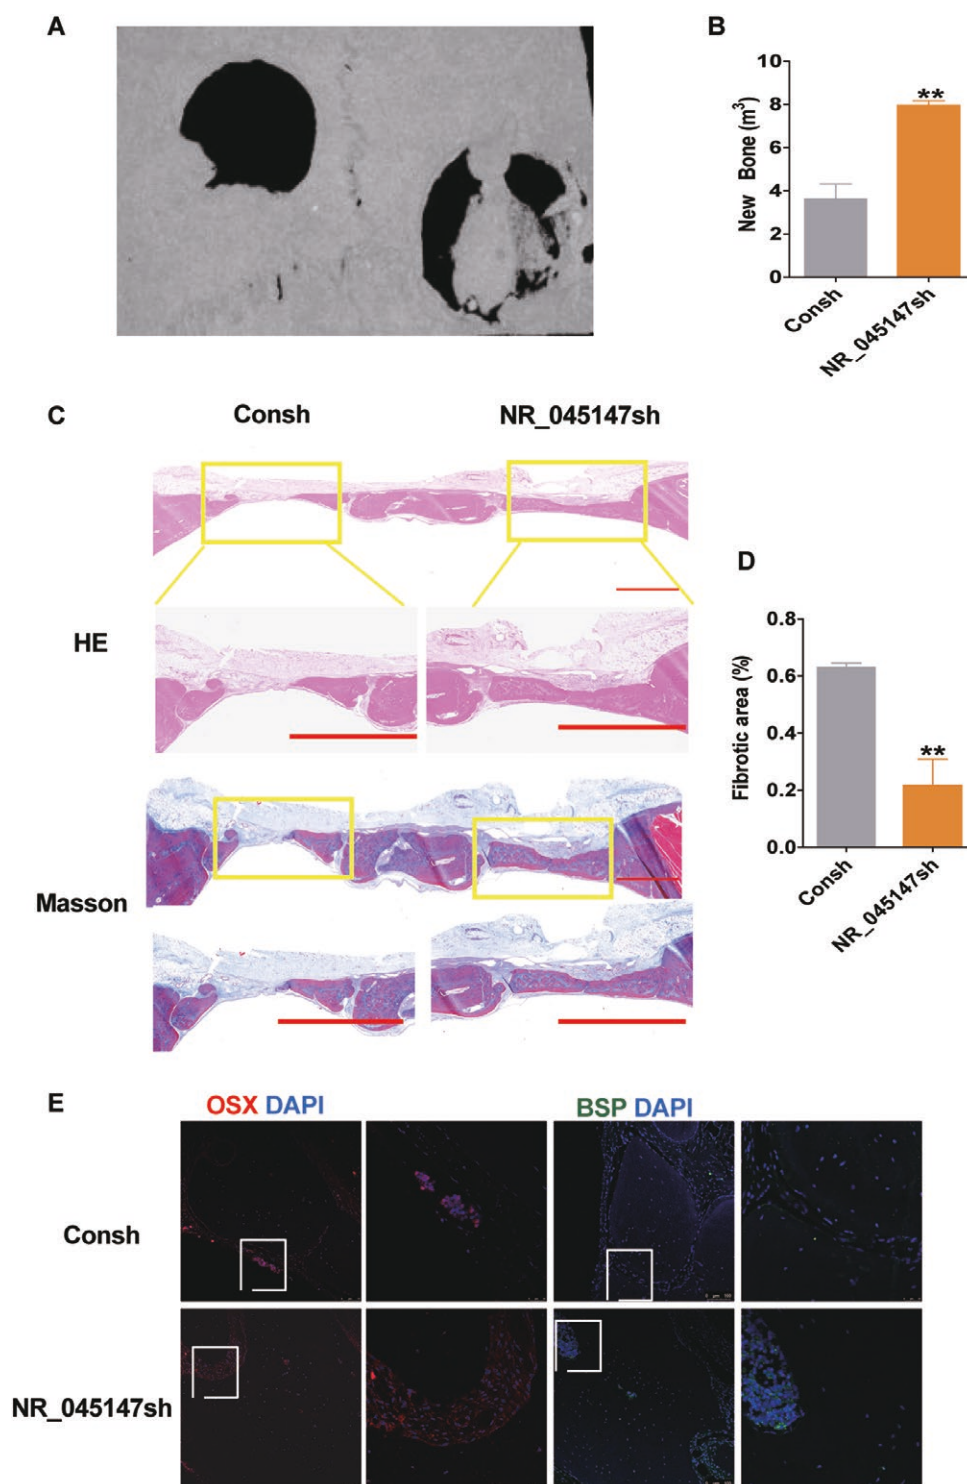 A
B
10
8
6
4
2
0
New Bone (m³)
**
Consh
NR_045147sh
C
Consh
NR_045147sh
HE
Masson
D
0.8
0.6
0.4
0.2
0.0
Fibrotic area (%)
**
Consh
NR_045147sh
E
OSX DAPI
BSP DAPI
Consh
NR_045147sh